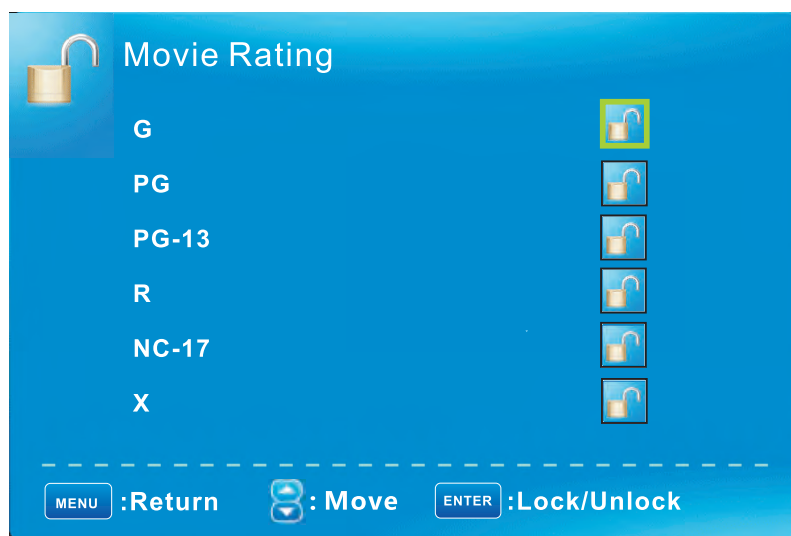 Movie Rating
G
PG
PG-13
R
NC-17
X
MENU :Return : Move ENTER :Lock/Unlock